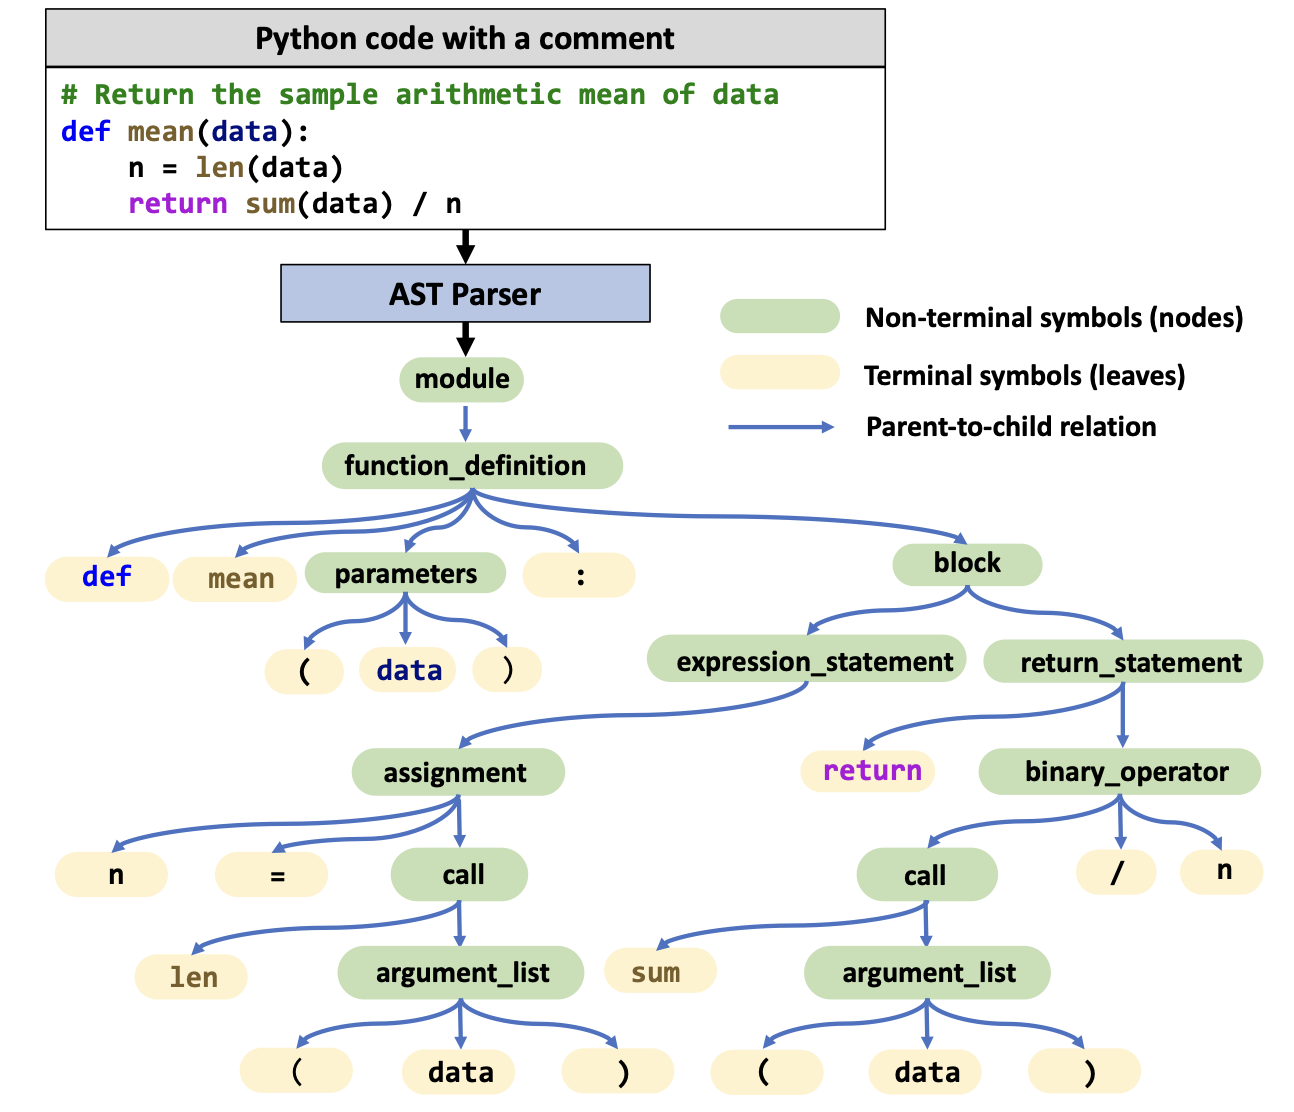 Python code with a comment
# Return the sample arithmetic mean of data
def mean(data):
    n = len(data)
    return sum(data) / n
AST Parser
Non-terminal symbols (nodes)
Terminal symbols (leaves)
Parent-to-child relation
module
function_definition
def mean parameters : block
( data )
expression_statement return_statement
assignment return binary_operator
n = call call / n
len argument_list sum argument_list
( data ) ( data )